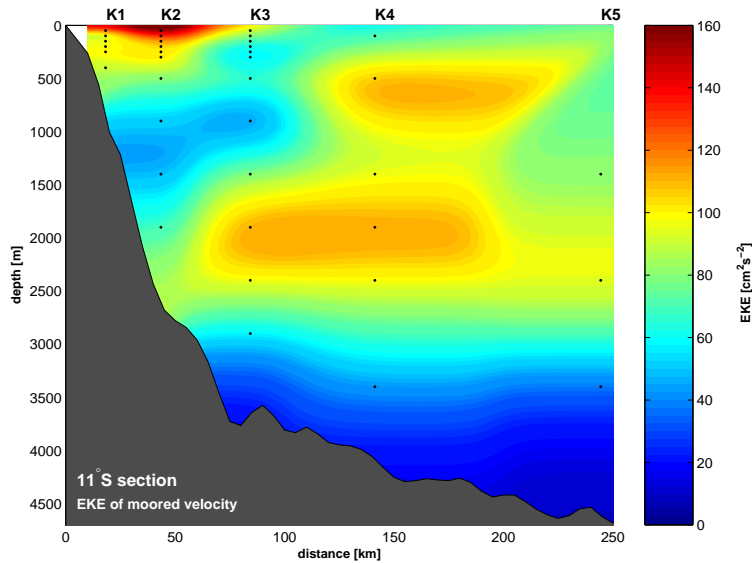 K1 K2 K3 K4 K5
0
500
1000
1500
2000
2500
3000
3500
4000
4500
depth [m]
11°S section
EKE of moored velocity
0 50 100 150 200 250
distance [km]
160
140
120
100
80
60
40
20
0
EKE [cm²s⁻²]